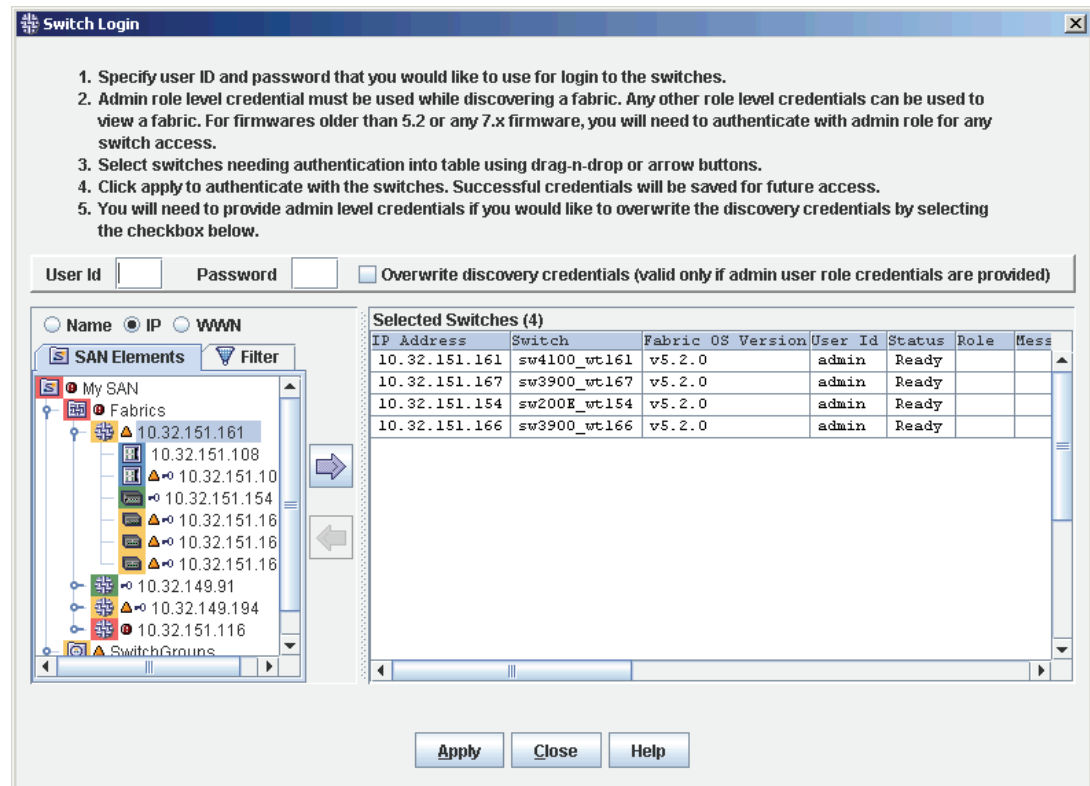 Switch Login
1. Specify user ID and password that you would like to use for login to the switches.
2. Admin role level credential must be used while discovering a fabric. Any other role level credentials can be used to
view a fabric. For firmwares older than 5.2 or any 7.x firmware, you will need to authenticate with admin role for any
switch access.
3. Select switches needing authentication into table using drag-n-drop or arrow buttons.
4. Click apply to authenticate with the switches. Successful credentials will be saved for future access.
5. You will need to provide admin level credentials if you would like to overwrite the discovery credentials by selecting
the checkbox below.
User Id Password Overwrite discovery credentials (valid only if admin user role credentials are provided)
Name IP WWN
SAN Elements Filter
My SAN
Fabrics
10.32.151.161
10.32.151.108
10.32.151.10
10.32.151.154
10.32.151.16
10.32.151.16
10.32.151.16
10.32.149.91
10.32.149.194
10.32.151.116
SwitchGroups
Selected Switches (4)
IP Address Switch Fabric OS Version User Id Status Role Mess
10.32.151.161 sw4100_wt161 v5.2.0 admin Ready
10.32.151.167 sw3900_wt167 v5.2.0 admin Ready
10.32.151.154 sw200E_wt154 v5.2.0 admin Ready
10.32.151.166 sw3900_wt166 v5.2.0 admin Ready
Apply Close Help